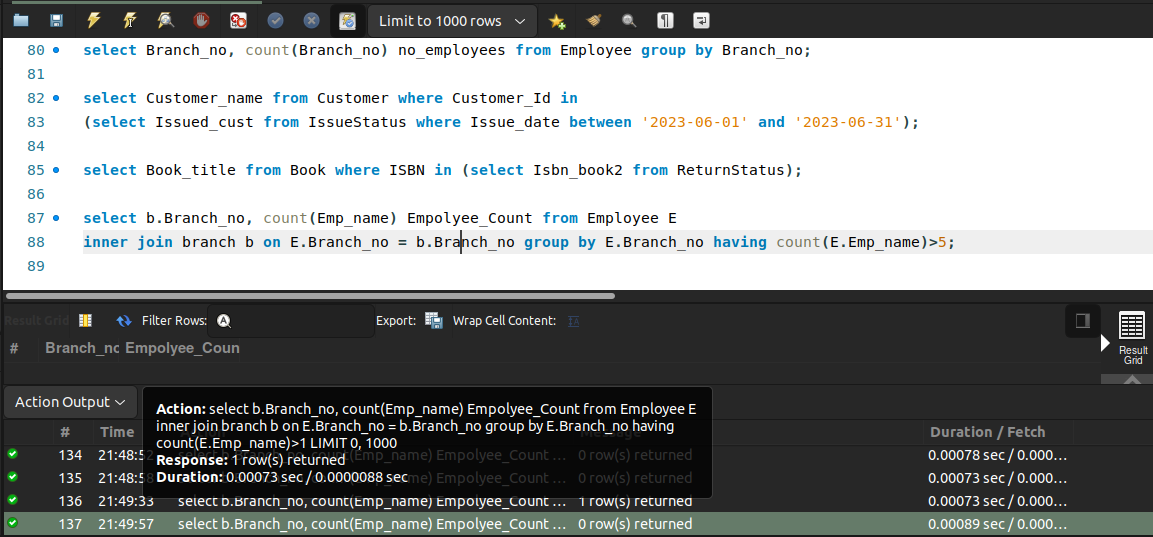 Limit to 1000 rows
80 select Branch_no, count(Branch_no) no_employees from Employee group by Branch_no;
81
82 select Customer_name from Customer where Customer_Id in
83 (select Issued_cust from IssueStatus where Issue_date between '2023-06-01' and '2023-06-31');
84
85 select Book_title from Book where ISBN in (select Isbn_book2 from ReturnStatus);
86
87 select b.Branch_no, count(Emp_name) Empolyee_Count from Employee E
88 inner join branch b on E.Branch_no = b.Branch_no group by E.Branch_no having count(E.Emp_name)>5;
89
Result Grid Filter Rows: Export: Wrap Cell Content:
Result
Grid
# Branch_no Empolyee_Coun
Action Output
Action: select b.Branch_no, count(Emp_name) Empolyee_Count from Employee E
inner join branch b on E.Branch_no = b.Branch_no group by E.Branch_no having
count(E.Emp_name)>1 LIMIT 0, 1000
Response: 1 row(s) returned
Duration: 0.00073 sec / 0.0000088 sec
# Time Message Duration / Fetch
134 21:48:52 select b.Branch_no, count(Emp_name) Empolyee_Count ... 0 row(s) returned 0.00078 sec / 0.000...
135 21:48:58 select b.Branch_no, count(Emp_name) Empolyee_Count ... 0 row(s) returned 0.00073 sec / 0.000...
136 21:49:33 select b.Branch_no, count(Emp_name) Empolyee_Count ... 1 row(s) returned 0.00073 sec / 0.000...
137 21:49:57 select b.Branch_no, count(Emp_name) Empolyee_Count ... 0 row(s) returned 0.00089 sec / 0.000...